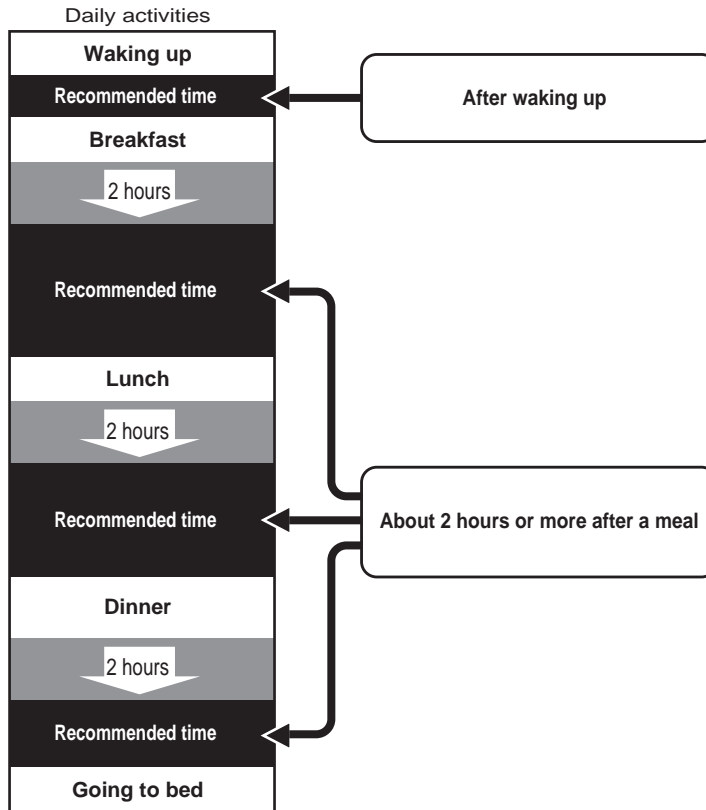 Daily activities
Waking up
Recommended time
After waking up
Breakfast
2 hours
Recommended time
Lunch
2 hours
Recommended time
About 2 hours or more after a meal
Dinner
2 hours
Recommended time
Going to bed